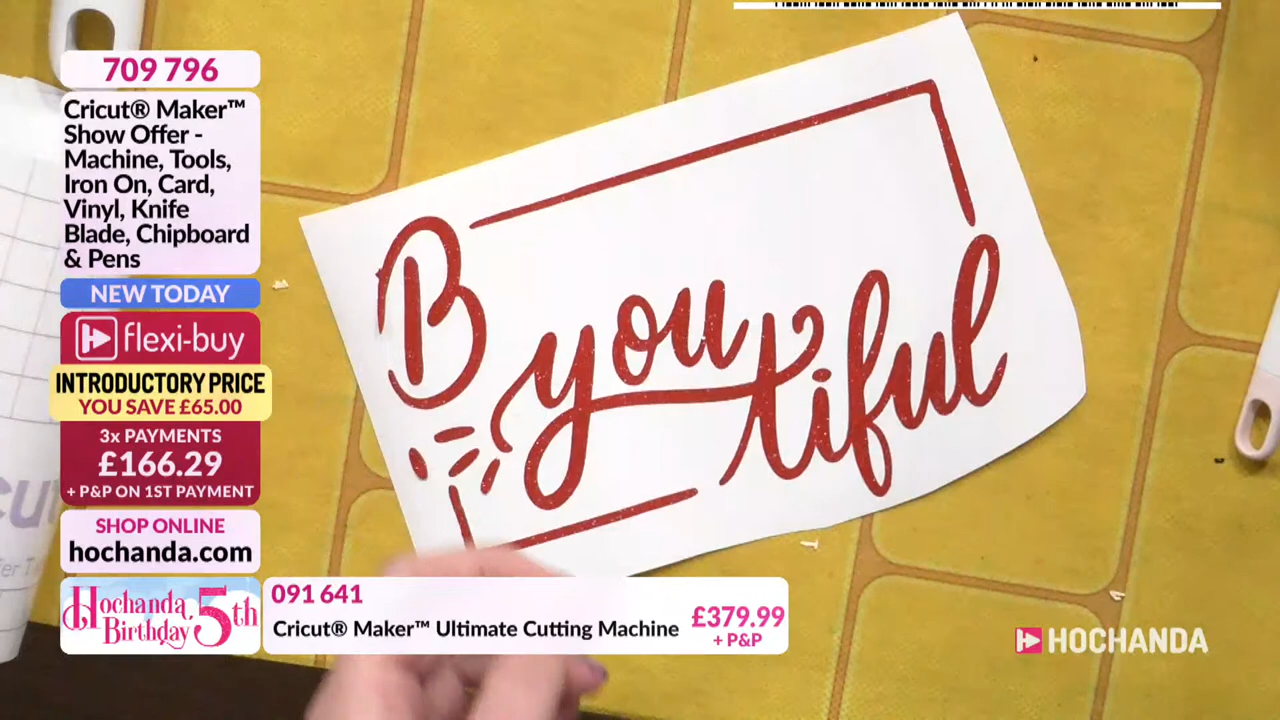 709 796
Cricut® Maker™
Show Offer -
Machine, Tools,
Iron On, Card,
Vinyl, Knife
Blade, Chipboard
& Pens
NEW TODAY
flexi-buy
INTRODUCTORY PRICE
YOU SAVE £65.00
3x PAYMENTS
£166.29
+ P&P ON 1ST PAYMENT
SHOP ONLINE
hochanda.com
Hochanda
Birthday 5th
091 641
Cricut® Maker™ Ultimate Cutting Machine
£379.99
+ P&P
B you tiful
HOCHANDA